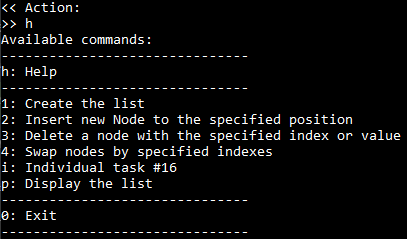 << Action:
>> h
Available commands:
-------------------------------
h: Help
-------------------------------
1: Create the list
2: Insert new Node to the specified position
3: Delete a node with the specified index or value
4: Swap nodes by specified indexes
i: Individual task #16
p: Display the list
-------------------------------
0: Exit
-------------------------------